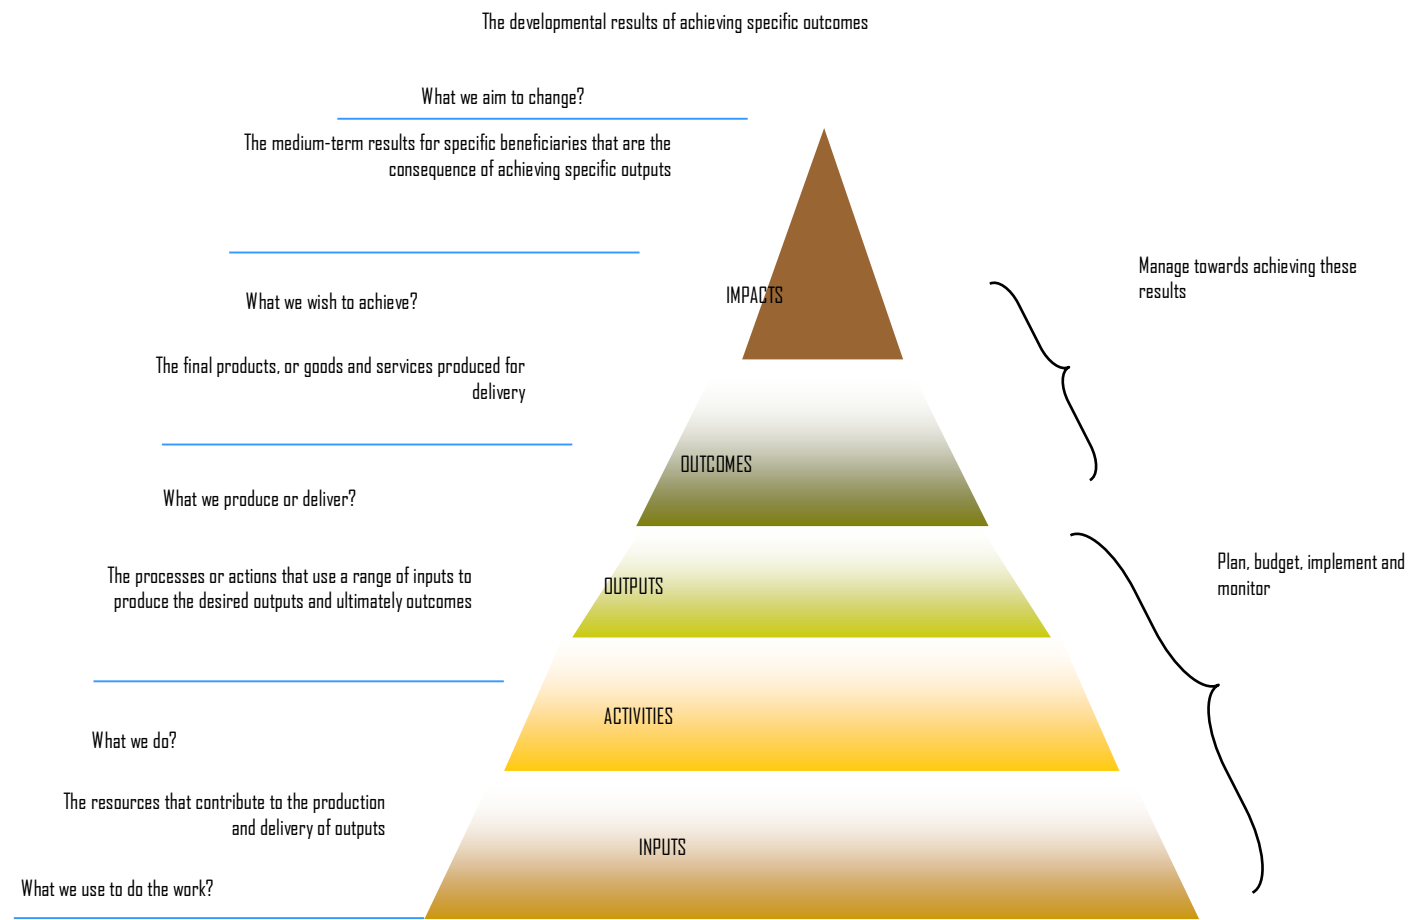 The developmental results of achieving specific outcomes
What we aim to change?
The medium-term results for specific beneficiaries that are the
consequence of achieving specific outputs
Manage towards achieving these
results
IMPACTS
What we wish to achieve?
The final products, or goods and services produced for
delivery
OUTCOMES
What we produce or deliver?
Plan, budget, implement and
monitor
The processes or actions that use a range of inputs to
produce the desired outputs and ultimately outcomes
OUTPUTS
ACTIVITIES
What we do?
The resources that contribute to the production
and delivery of outputs
INPUTS
What we use to do the work?